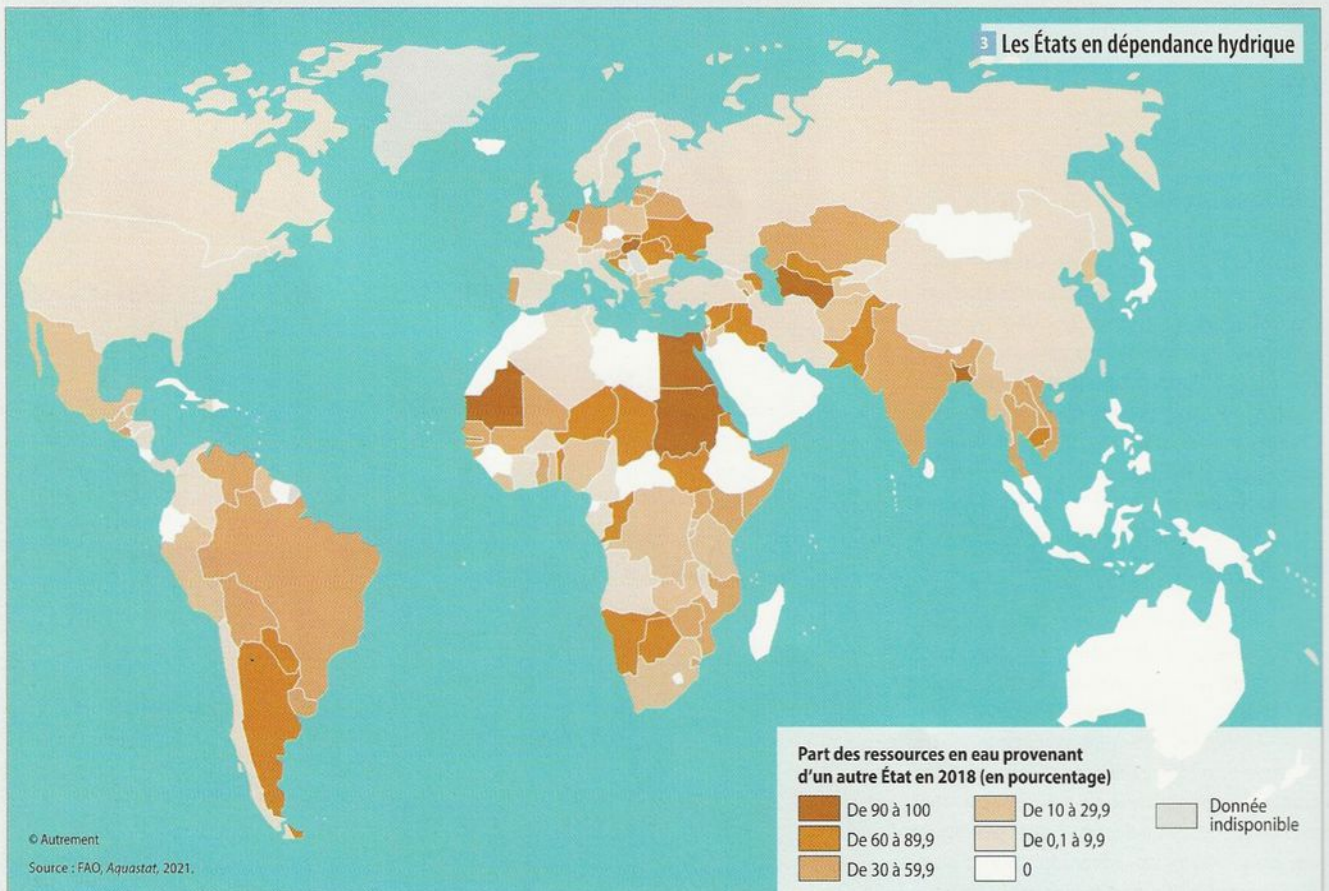 3 Les États en dépendance hydrique
Part des ressources en eau provenant
d'un autre État en 2018 (en pourcentage)
De 90 à 100
De 60 à 89,9
De 30 à 59,9
De 10 à 29,9
De 0,1 à 9,9
0
Donnée
indisponible
© Autrement
Source : FAO, Aquastat, 2021.